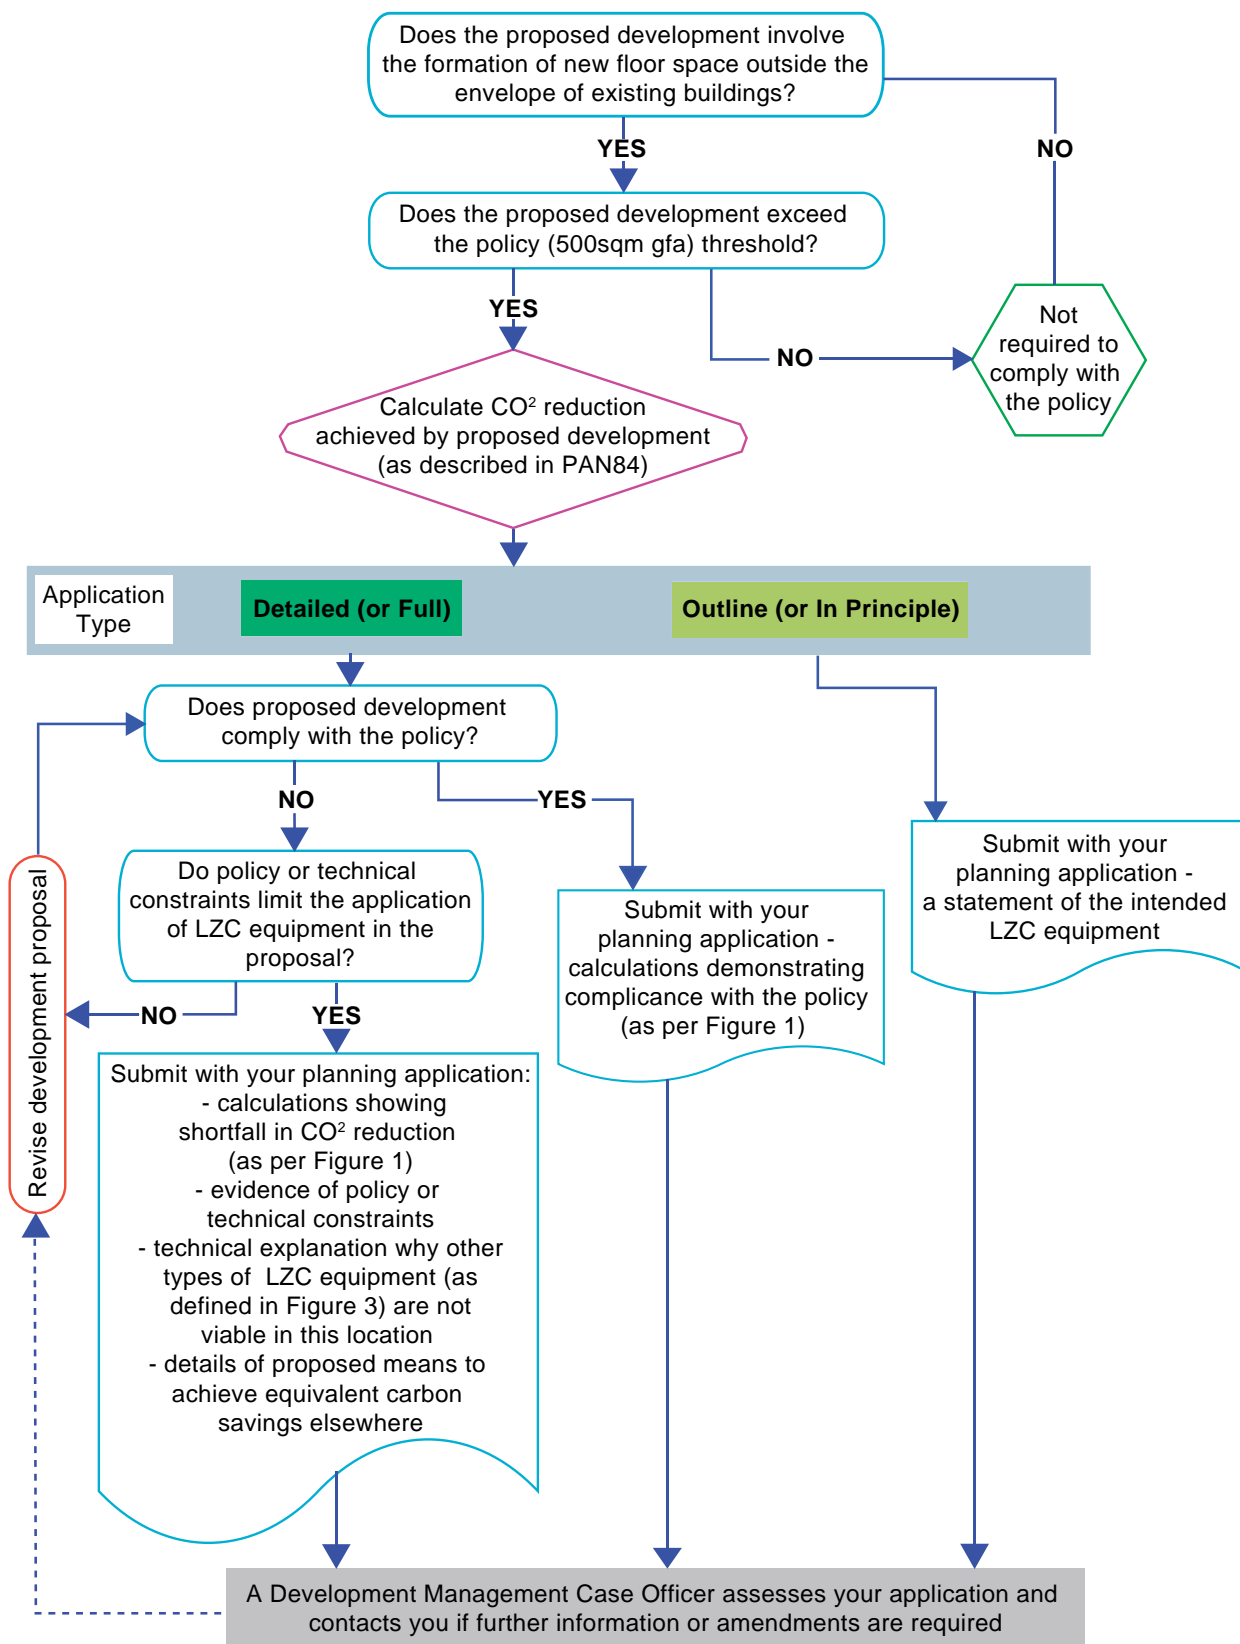 Does the proposed development involve
the formation of new floor space outside the
envelope of existing buildings?
YES
NO
Does the proposed development exceed
the policy (500sqm gfa) threshold?
YES
NO
Not
required to
comply with
the policy
Calculate CO² reduction
achieved by proposed development
(as described in PAN84)
Application
Type
Detailed (or Full)
Outline (or In Principle)
Does proposed development
comply with the policy?
NO
YES
Do policy or technical
constraints limit the application
of LZC equipment in the
proposal?
NO
YES
Revise development proposal
Submit with your planning application:
- calculations showing
shortfall in CO² reduction
(as per Figure 1)
- evidence of policy or
technical constraints
- technical explanation why other
types of LZC equipment (as
defined in Figure 3) are not
viable in this location
- details of proposed means to
achieve equivalent carbon
savings elsewhere
Submit with your
planning application -
calculations demonstrating
complicance with the policy
(as per Figure 1)
Submit with your
planning application -
a statement of the intended
LZC equipment
A Development Management Case Officer assesses your application and
contacts you if further information or amendments are required